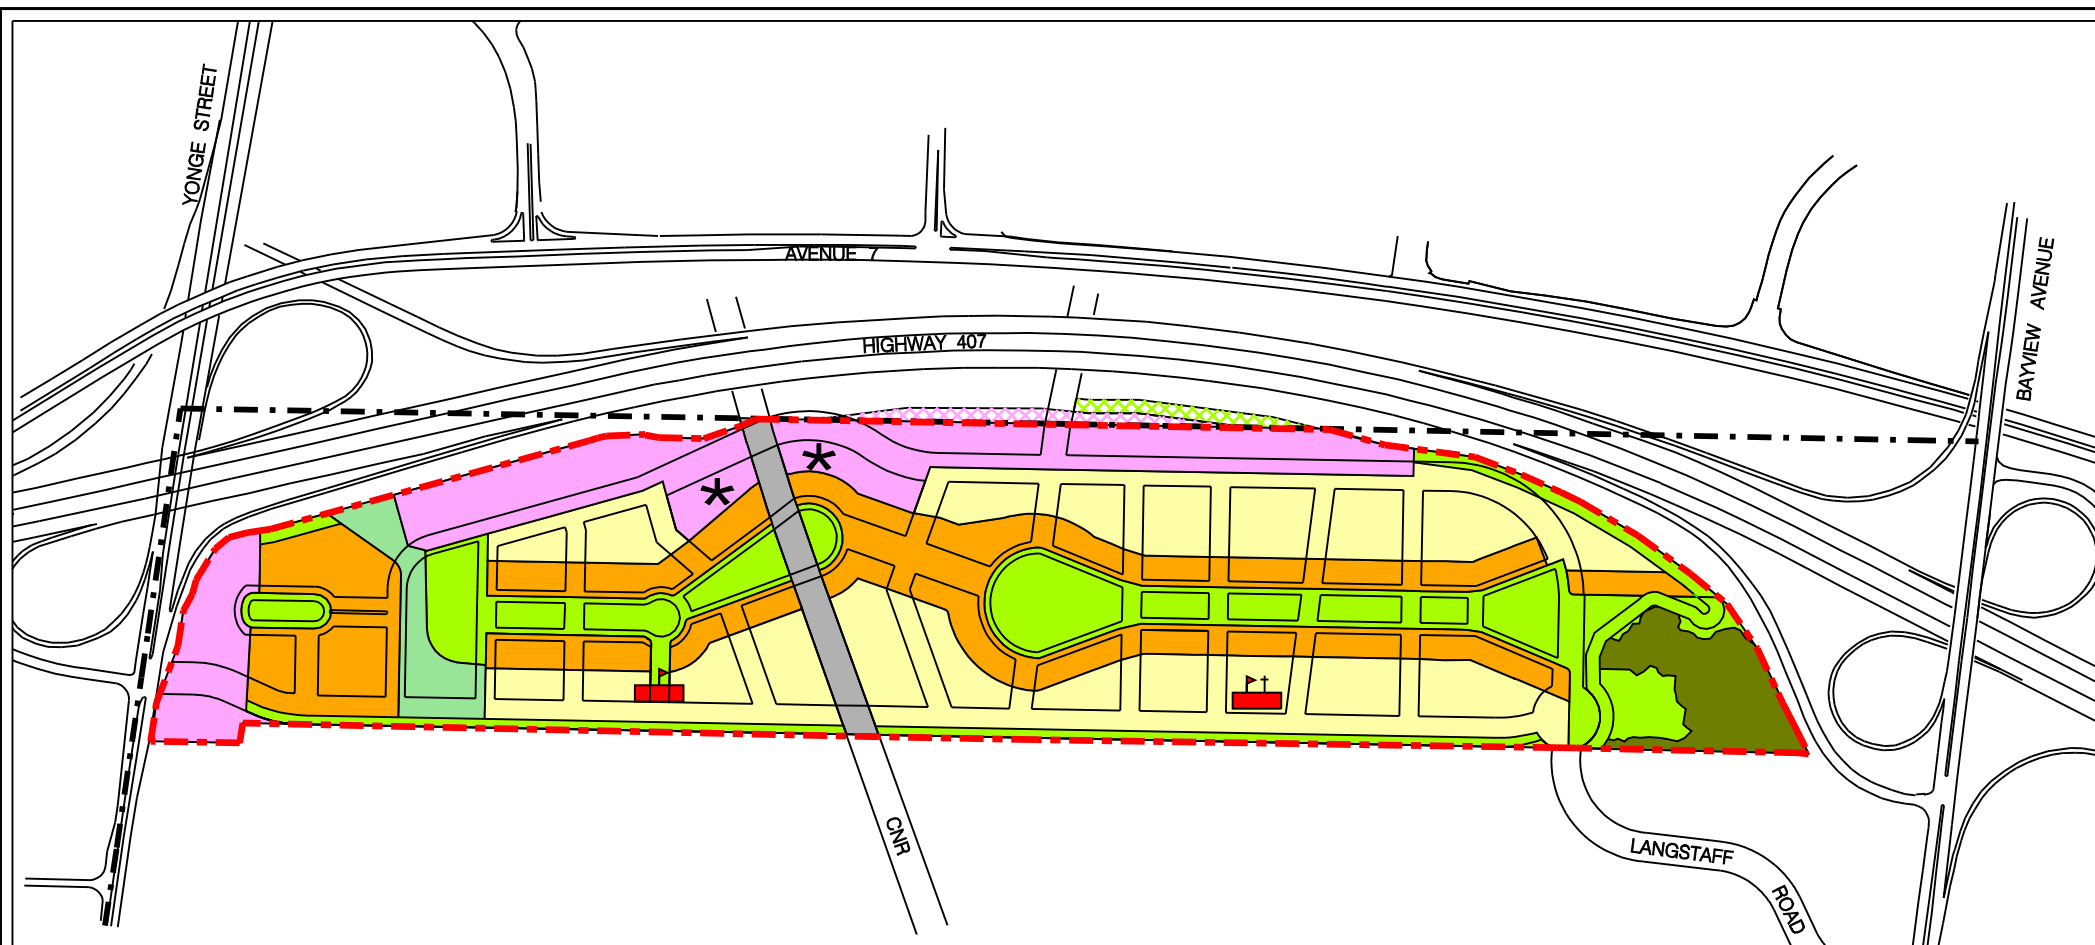 YONGE STREET
AVENUE 7
HIGHWAY 407
BAYVIEW AVENUE
*
*
CNR
LANGSTAFF
ROAD